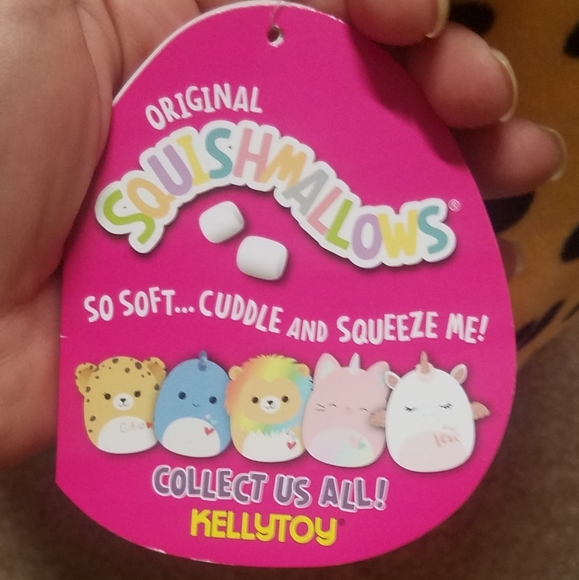 ORIGINAL
SQUISHMALLOWS®
SO SOFT... CUDDLE AND SQUEEZE ME!
COLLECT US ALL!
KELLYTOY®